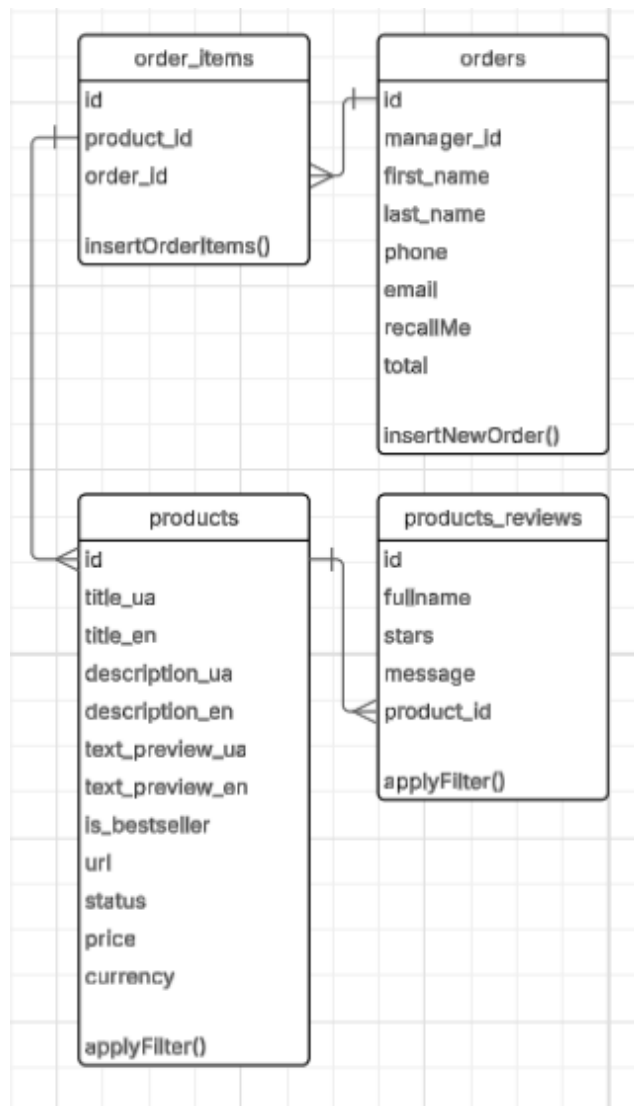 order_items
id
product_id
order_id
insertOrderItems()
orders
id
manager_id
first_name
last_name
phone
email
recallMe
total
insertNewOrder()
products
id
title_ua
title_en
description_ua
description_en
text_preview_ua
text_preview_en
is_bestseller
url
status
price
currency
applyFilter()
products_reviews
id
fullname
stars
message
product_id
applyFilter()